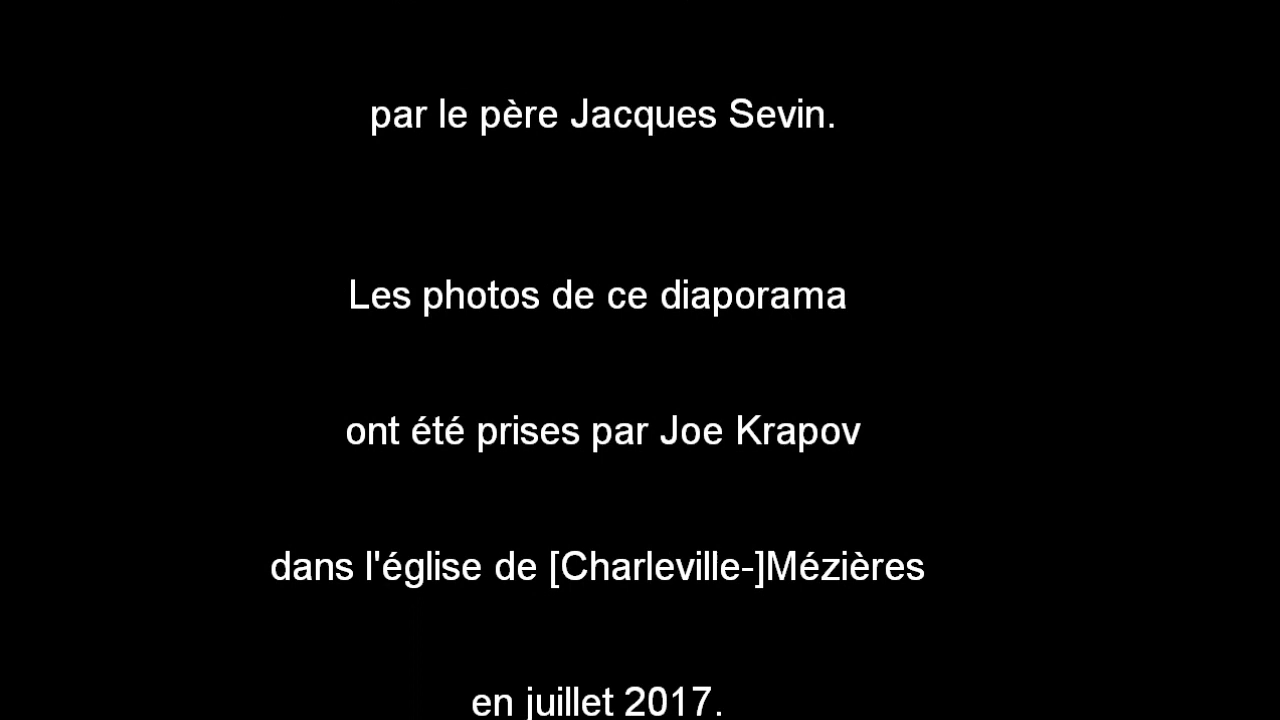 par le père Jacques Sevin.
Les photos de ce diaporama
ont été prises par Joe Krapov
dans l'église de [Charleville-]Mézières
en juillet 2017.